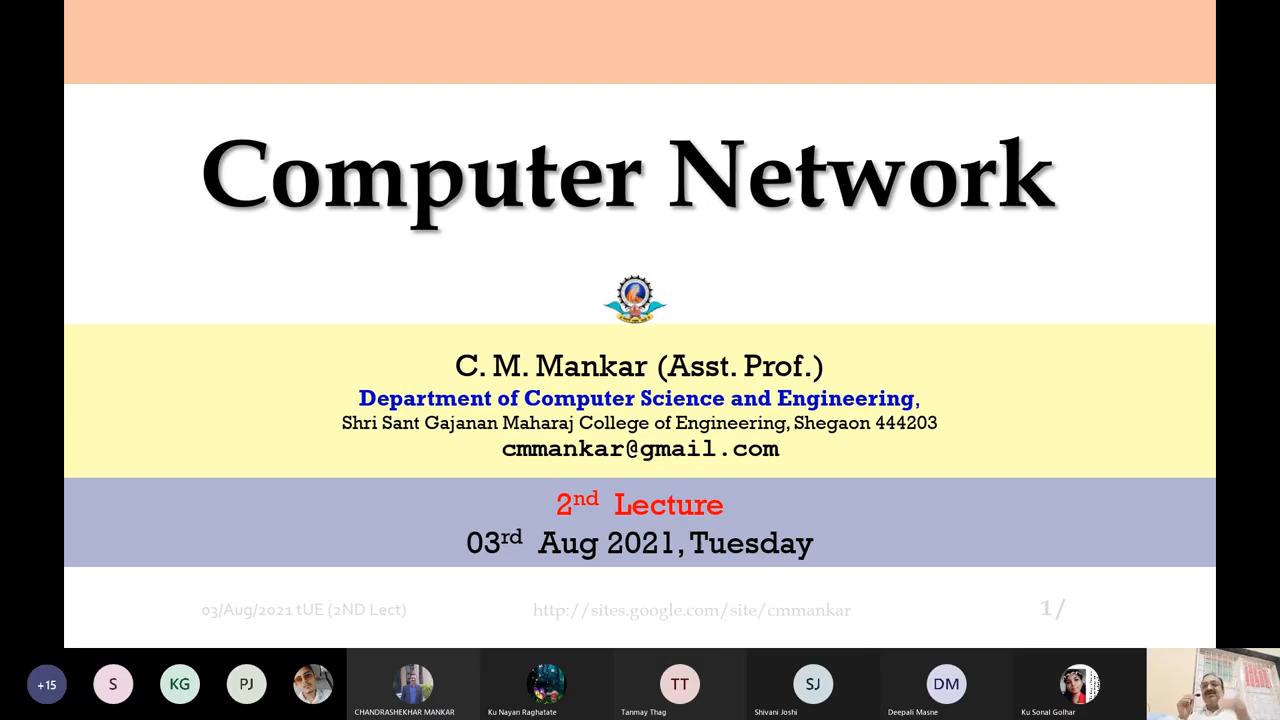 Computer Network
C. M. Mankar (Asst. Prof.)
Department of Computer Science and Engineering,
Shri Sant Gajanan Maharaj College of Engineering, Shegaon 444203
cmmankar@gmail.com
2nd Lecture
03rd Aug 2021, Tuesday
03/Aug/2021 tUE (2ND Lect)
http://sites.google.com/site/cmmankar
1/
+15
S
KG
PJ
TT
SJ
DM
CHANDRASHEKHAR MANKAR
Ku Nayan Raghatate
Tanmay Thag
Shivani Joshi
Deepali Masne
Ku Sonal Golhar